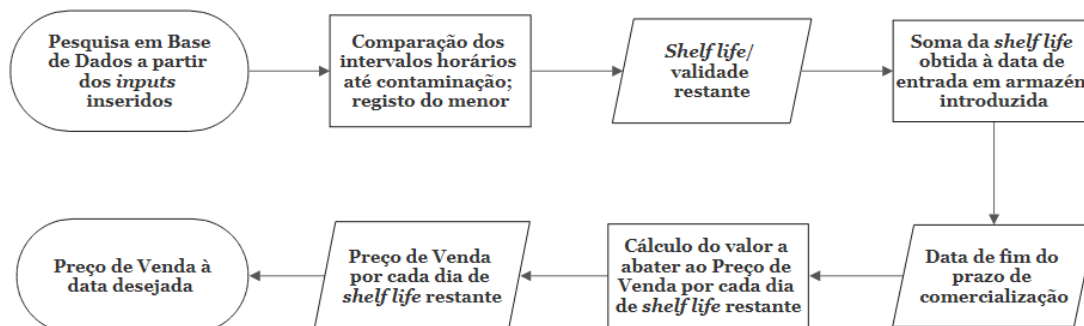 Pesquisa em Base
de Dados a partir
dos inputs
inseridos
Comparação dos
intervalos horários
até contaminação;
registo do menor
Shelf life/
validade
restante
Soma da shelf life
obtida à data de
entrada em armazém
introduzida
Data de fim do
prazo de
comercialização
Cálculo do valor a
abater ao Preço de
Venda por cada dia
de shelf life restante
Preço de Venda
por cada dia de
shelf life restante
Preço de Venda à
data desejada